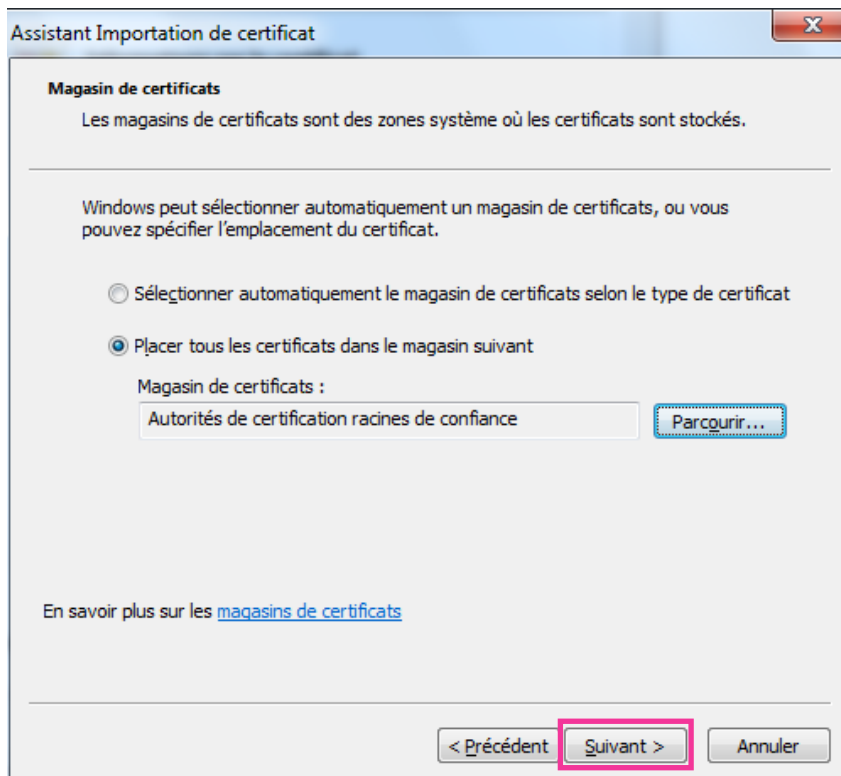 Assistant Importation de certificat
Magasin de certificats
Les magasins de certificats sont des zones système où les certificats sont stockés.
Windows peut sélectionner automatiquement un magasin de certificats, ou vous
pouvez spécifier l'emplacement du certificat.
Sélectionner automatiquement le magasin de certificats selon le type de certificat
Placer tous les certificats dans le magasin suivant
Magasin de certificats :
Autorités de certification racines de confiance
Parcourir...
En savoir plus sur les magasins de certificats
< Précédent
Suivant >
Annuler